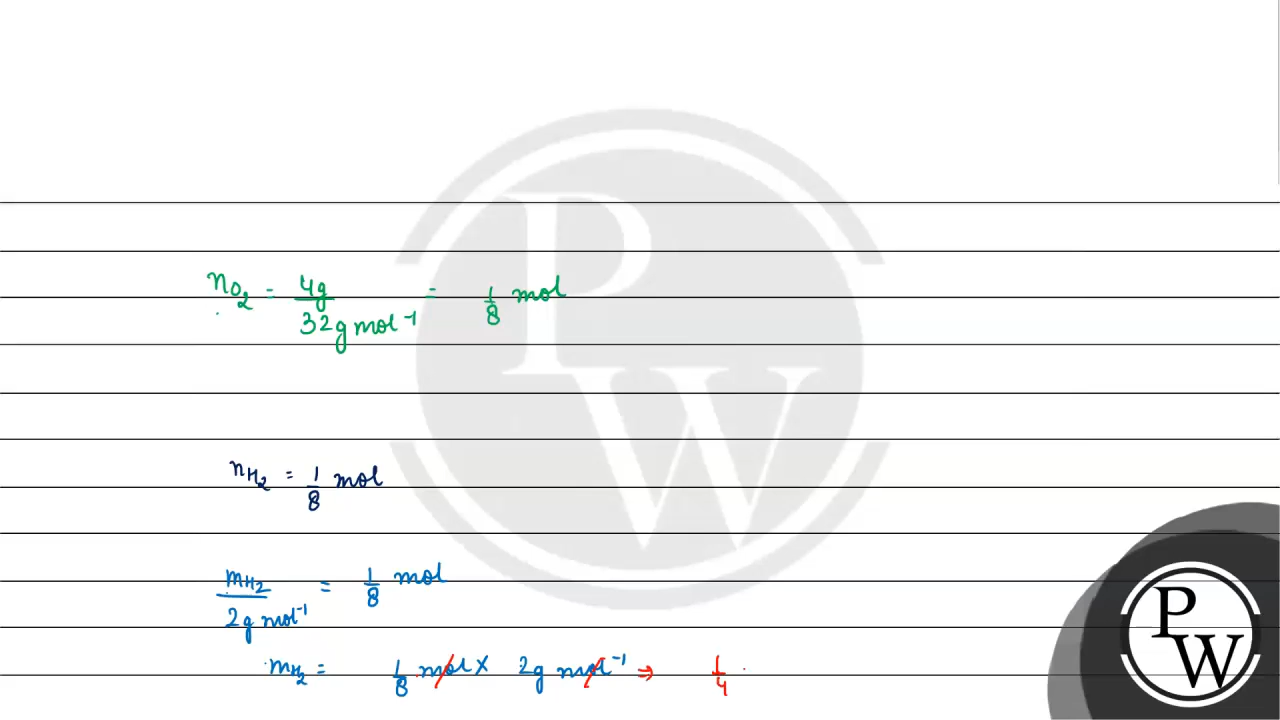 n_O₂ = 4g / 32g mol⁻¹ = 1/8 mol
n_H₂ = 1/8 mol
m_H₂ / 2g mol⁻¹ = 1/8 mol
m_H₂ = 1/8 mol × 2g mol⁻¹ ⇒ 1/4
P W
P W